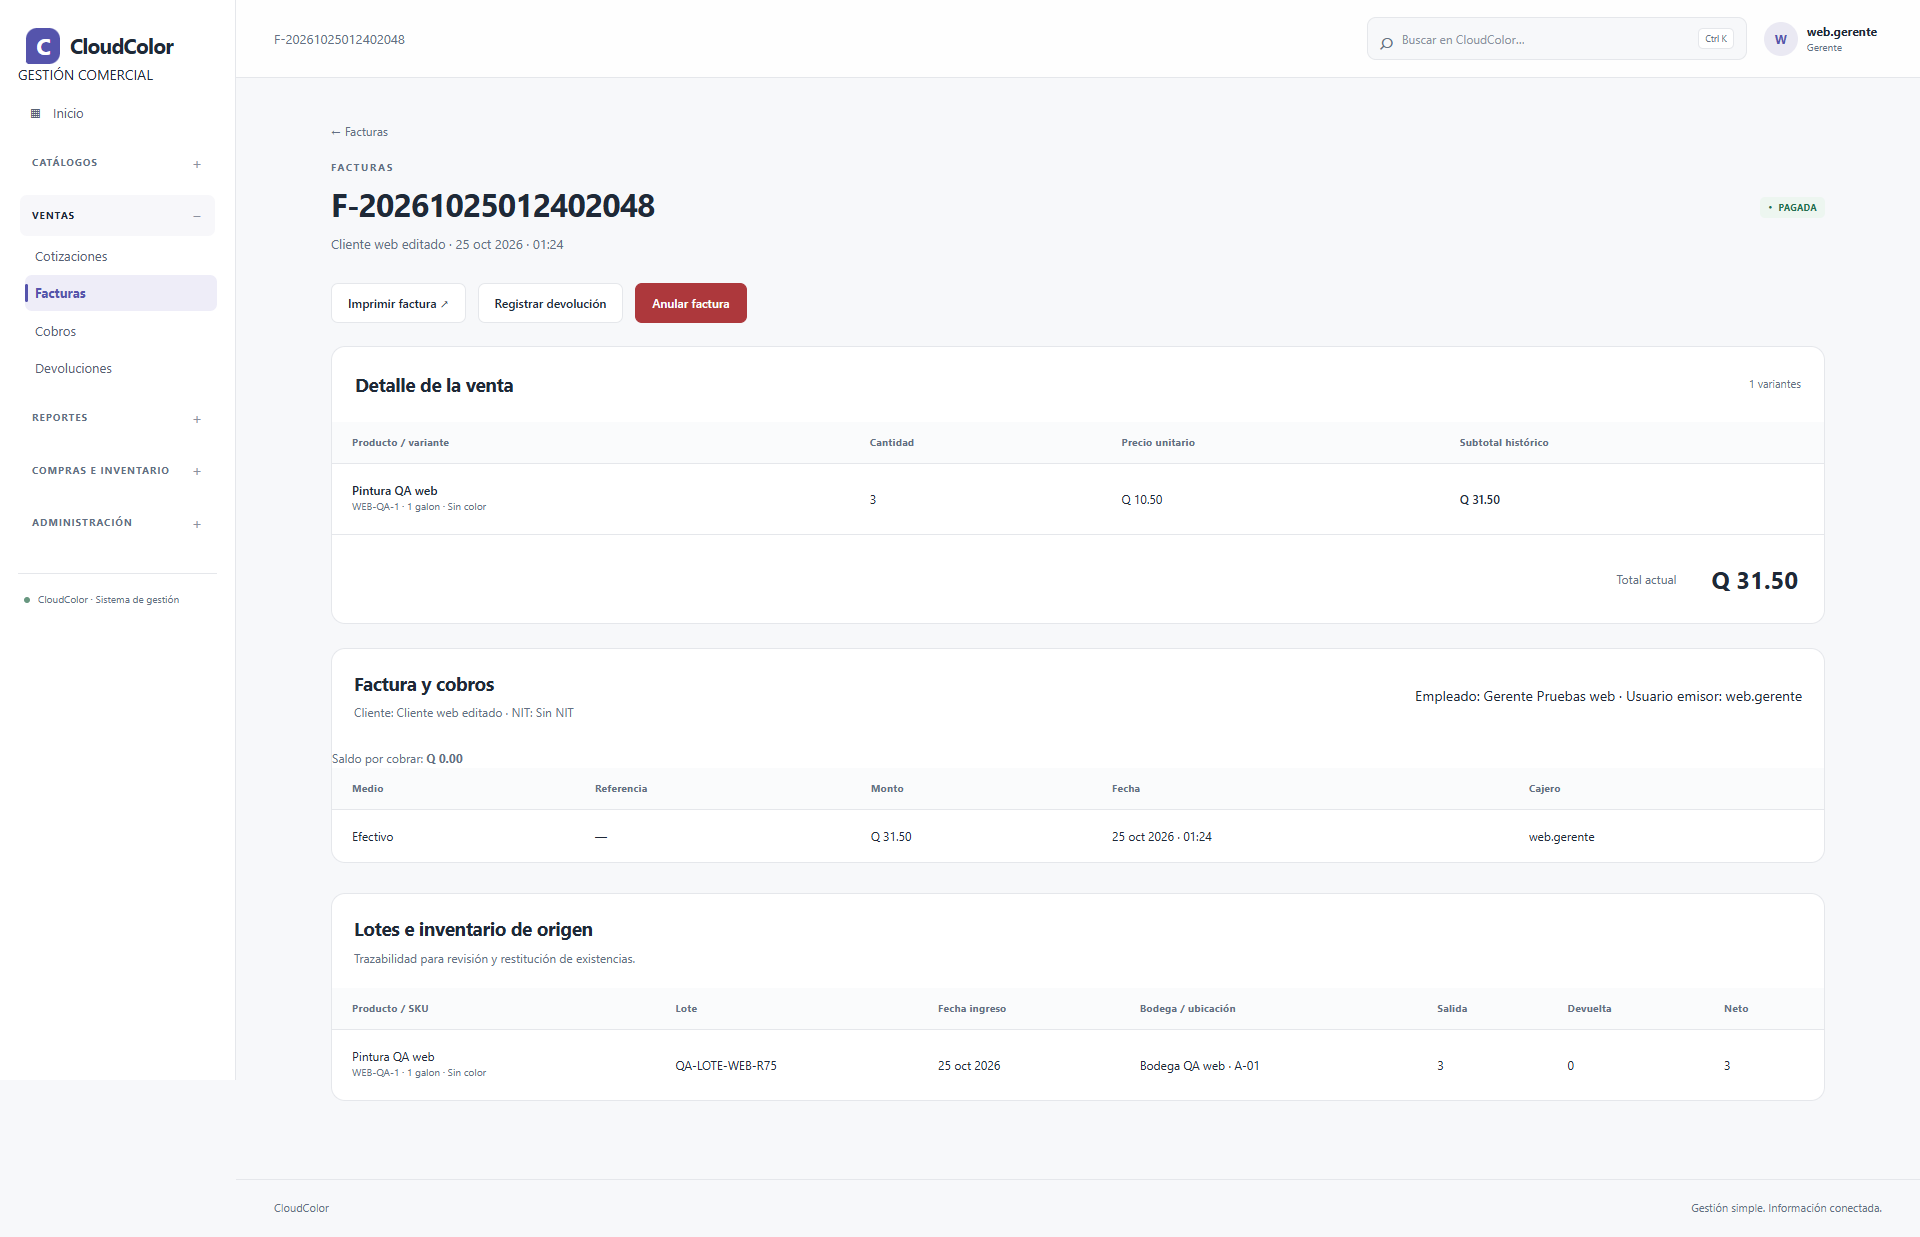 C CloudColor
GESTIÓN COMERCIAL
Inicio
CATÁLOGOS +
VENTAS −
Cotizaciones
Facturas
Cobros
Devoluciones
REPORTES +
COMPRAS E INVENTARIO +
ADMINISTRACIÓN +
CloudColor · Sistema de gestión
F-20261025012402048
Buscar en CloudColor... Ctrl K
W web.gerente
Gerente
← Facturas
FACTURAS
F-20261025012402048
• PAGADA
Cliente web editado · 25 oct 2026 · 01:24
Imprimir factura ↗ Registrar devolución Anular factura
Detalle de la venta 1 variantes
Producto / variante Cantidad Precio unitario Subtotal histórico
Pintura QA web 3 Q 10.50 Q 31.50
WEB-QA-1 · 1 galon · Sin color
Total actual Q 31.50
Factura y cobros
Cliente: Cliente web editado · NIT: Sin NIT
Empleado: Gerente Pruebas web · Usuario emisor: web.gerente
Saldo por cobrar: Q 0.00
Medio Referencia Monto Fecha Cajero
Efectivo — Q 31.50 25 oct 2026 · 01:24 web.gerente
Lotes e inventario de origen
Trazabilidad para revisión y restitución de existencias.
Producto / SKU Lote Fecha ingreso Bodega / ubicación Salida Devuelta Neto
Pintura QA web QA-LOTE-WEB-R75 25 oct 2026 Bodega QA web · A-01 3 0 3
WEB-QA-1 · 1 galon · Sin color
CloudColor Gestión simple. Información conectada.